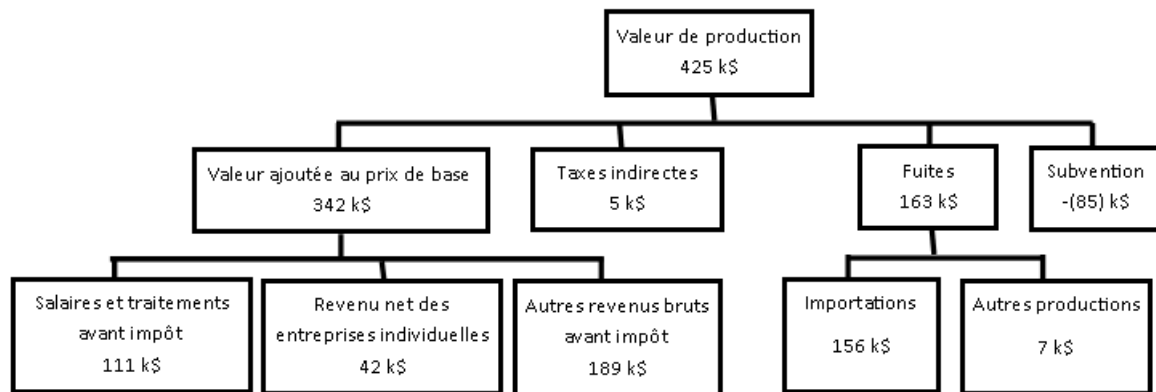 Valeur de production
425 k$
Valeur ajoutée au prix de base
342 k$
Taxes indirectes
5 k$
Fuites
163 k$
Subvention
-(85) k$
Salaires et traitements
avant impôt
111 k$
Revenu net des
entreprises individuelles
42 k$
Autres revenus bruts
avant impôt
189 k$
Importations
156 k$
Autres productions
7 k$